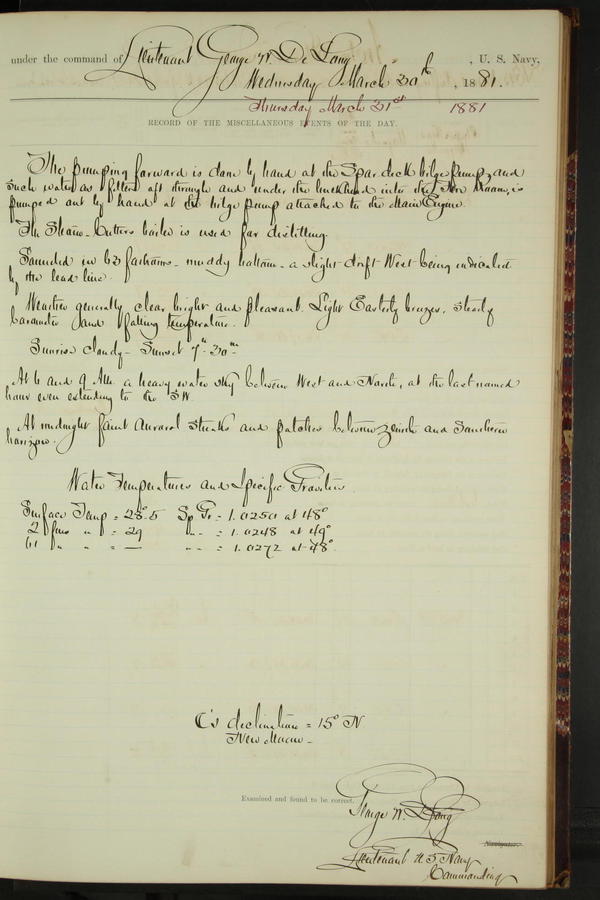 under the command of Lieutenant George W. De Long , U. S. Navy,
Wednesday March 30th , 1881.
Thursday March 31st 1881
RECORD OF THE MISCELLANEOUS EVENTS OF THE DAY.
The pumping forward is done by hand at the Spar deck bilge Pump, and
such water as filters aft through and under the bulkhead into the Fire Room, is
pumped out by hand at the bilge pump attached to the Main Engine.
The Steam-Cutters boiler is used for distilling.
Sounded in 62 fathoms - muddy bottom - a slight drift West being indicated
by the lead line.
Weather generally clear bright and pleasant. Light Easterly breezes, steady
barometer and falling temperature.
Sunrise cloudy - Sunset 7h 30m
At 6 and 9 AM a heavy water sky between West and North, at the last named
hour even extending to the SW.
At midnight faint Auroral streaks and patches between zenith and Southern
horizon.
Water Temperatures and Specific Gravities
Surface Temp = 28°.5 Sp Gr = 1.0250 at 48°
2 fms " = 29 " " = 1.0248 at 49°
61 " " = — " " = 1.0272 at 48°
☾'s declination = 15° N
New Moon -
Examined and found to be correct.
George W. De Long
Navigator.
Lieutenant U.S. Navy
Commanding